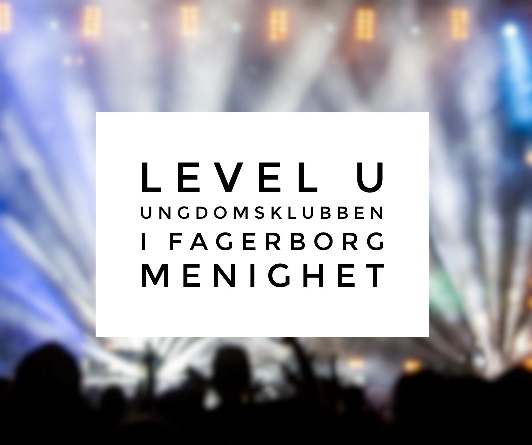 LEVEL U
UNGDOMSKLUBBEN
I FAGERBORG
MENIGHET